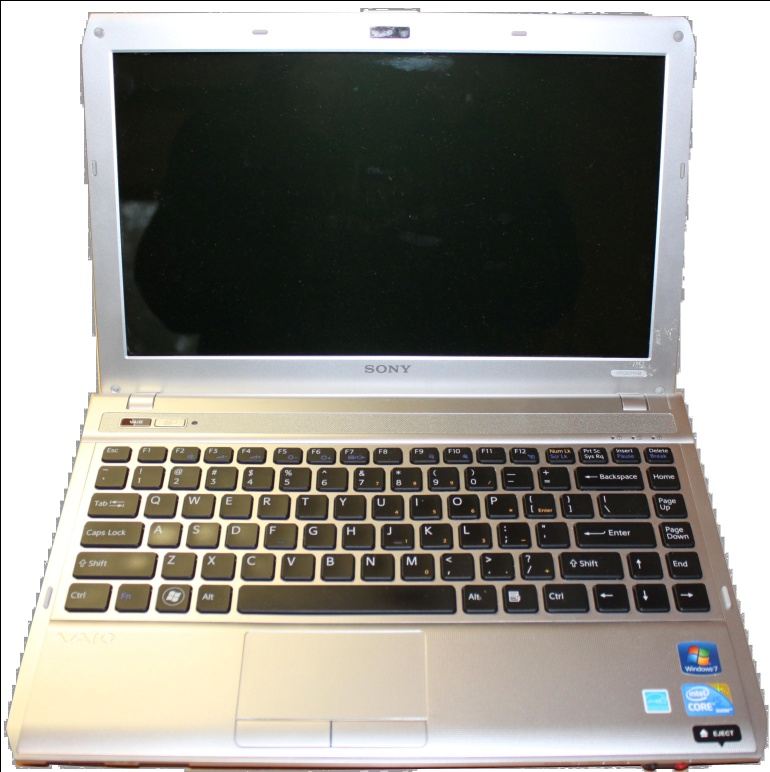 SONY
VAIO
Esc F1 F2 F3 F4 F5 F6 F7 F8 F9 F10 F11 F12 Num Lk Scr Lk Prt Sc Sys Rq Insert Pause Delete Break
~ ` ! 1 @ 2 # 3 $ 4 % 5 ^ 6 & 7 * 8 ( 9 ) 0 _ - + = Backspace Home
Tab Q W E R T Y U I O P { [ Enter } ] | \ Page Up
Caps Lock A S D F G H J K L : ; " ' Enter Page Down
Shift Z X C V B N M < , > . ? / Shift ↑ End
Ctrl Fn Alt Alt Ctrl ← ↓ →
VAIO
Windows 7
intel
CORE
EJECT